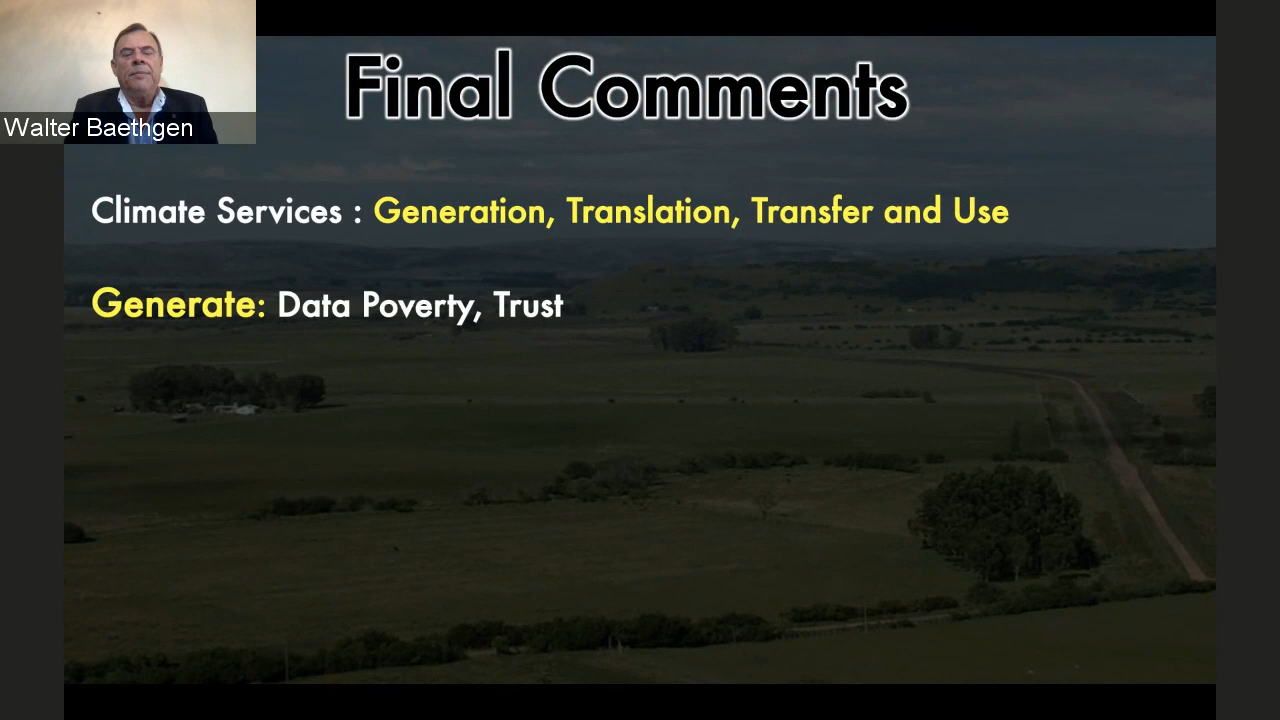 Final Comments
Walter Baethgen
Climate Services : Generation, Translation, Transfer and Use
Generate: Data Poverty, Trust